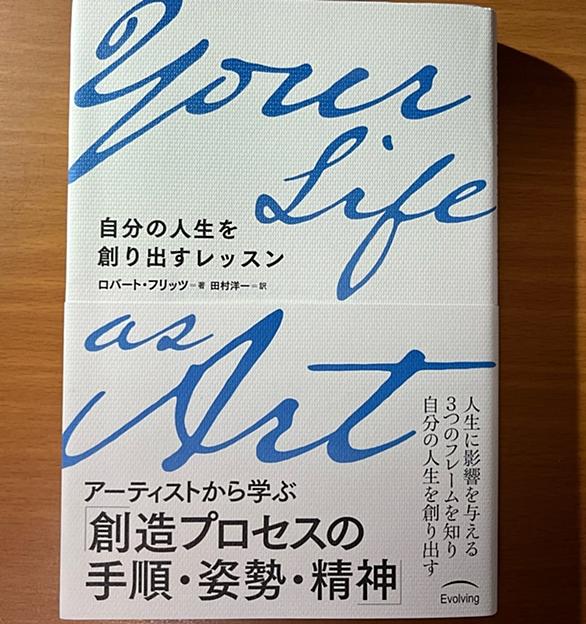 Your
Life
自分の人生を
創り出すレッスン
ロバート・フリッツ=著 田村洋一=訳
as
Art
人生に影響を与える
3つのフレームを知り
自分の人生を創り出す
アーティストから学ぶ
「創造プロセスの
手順・姿勢・精神」
Evolving